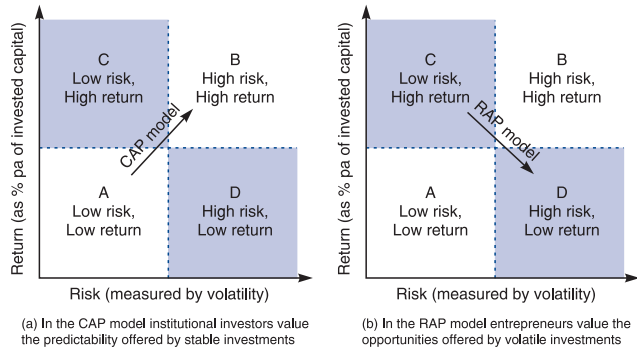 Return (as % pa of invested capital)
C
Low risk,
High return
B
High risk,
High return
CAP model
A
Low risk,
Low return
D
High risk,
Low return
Risk (measured by volatility)
(a) In the CAP model institutional investors value
the predictability offered by stable investments
Return (as % pa of invested capital)
C
Low risk,
High return
B
High risk,
High return
RAP model
A
Low risk,
Low return
D
High risk,
Low return
Risk (measured by volatility)
(b) In the RAP model entrepreneurs value the
opportunities offered by volatile investments